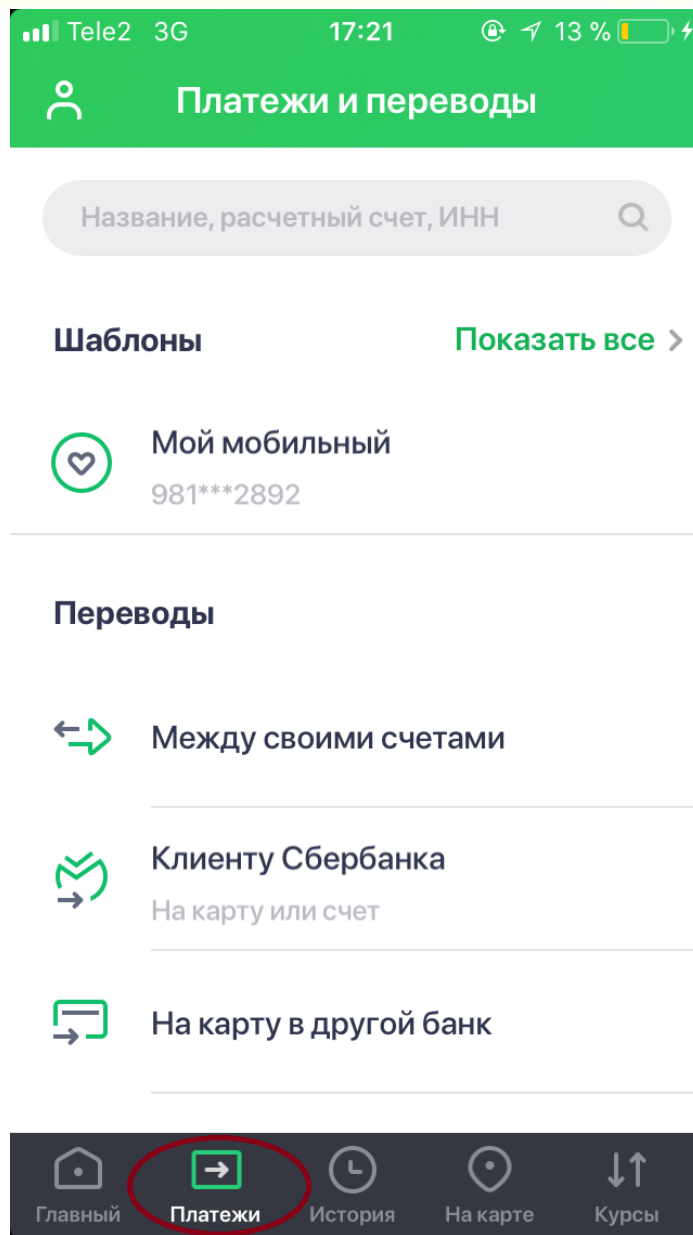 Tele2 3G 17:21 13 %
Платежи и переводы
Название, расчетный счет, ИНН
Шаблоны Показать все
Мой мобильный
981***2892
Переводы
Между своими счетами
Клиенту Сбербанка
На карту или счет
На карту в другой банк
Главный Платежи История На карте Курсы